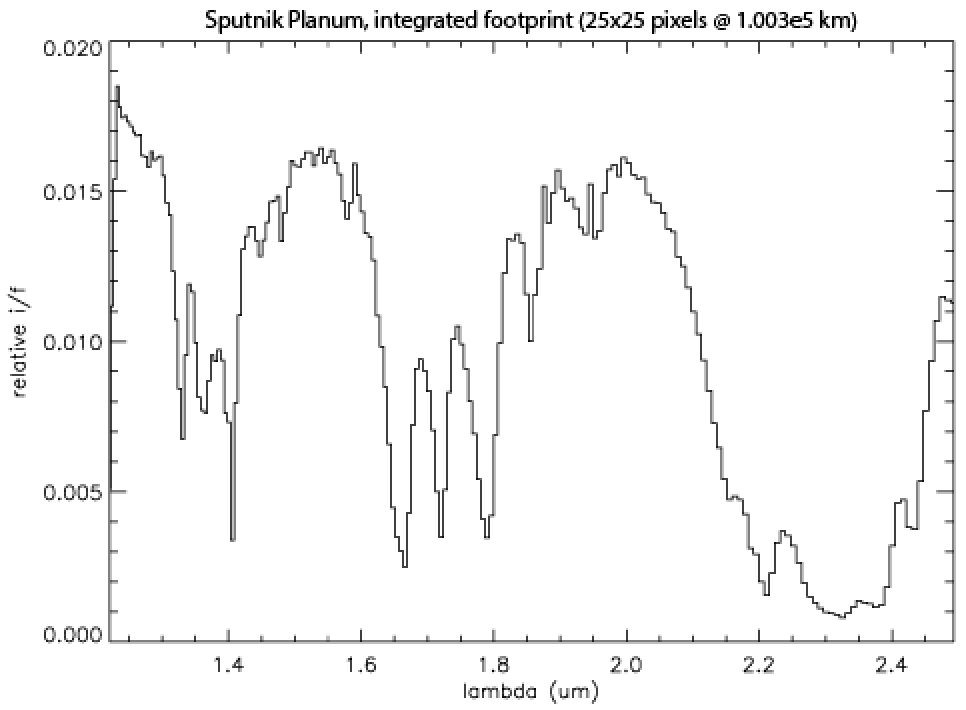 Sputnik Planum, integrated footprint (25x25 pixels @ 1.003e5 km)
0.020
0.015
0.010
0.005
0.000
relative i/f
1.4 1.6 1.8 2.0 2.2 2.4
lambda (um)